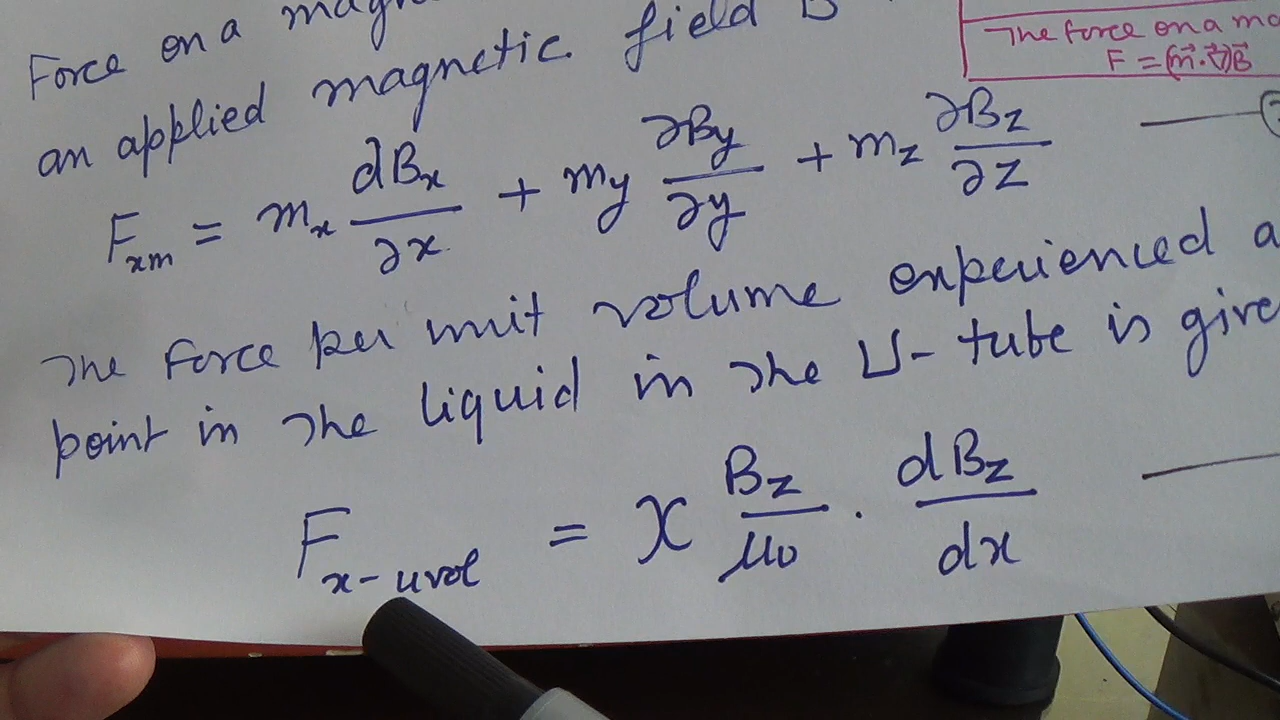 Force on a
an applied magnetic field B
The force on a
F = (m⃗.∇⃗)B⃗
F_xm = m_x dB_x/∂x + m_y ∂B_y/∂y + m_z ∂B_z/∂z
The force per unit volume experienced
point in the liquid in the U-tube is
F_x-uvol = χ B_z/μ0 . dB_z/dx